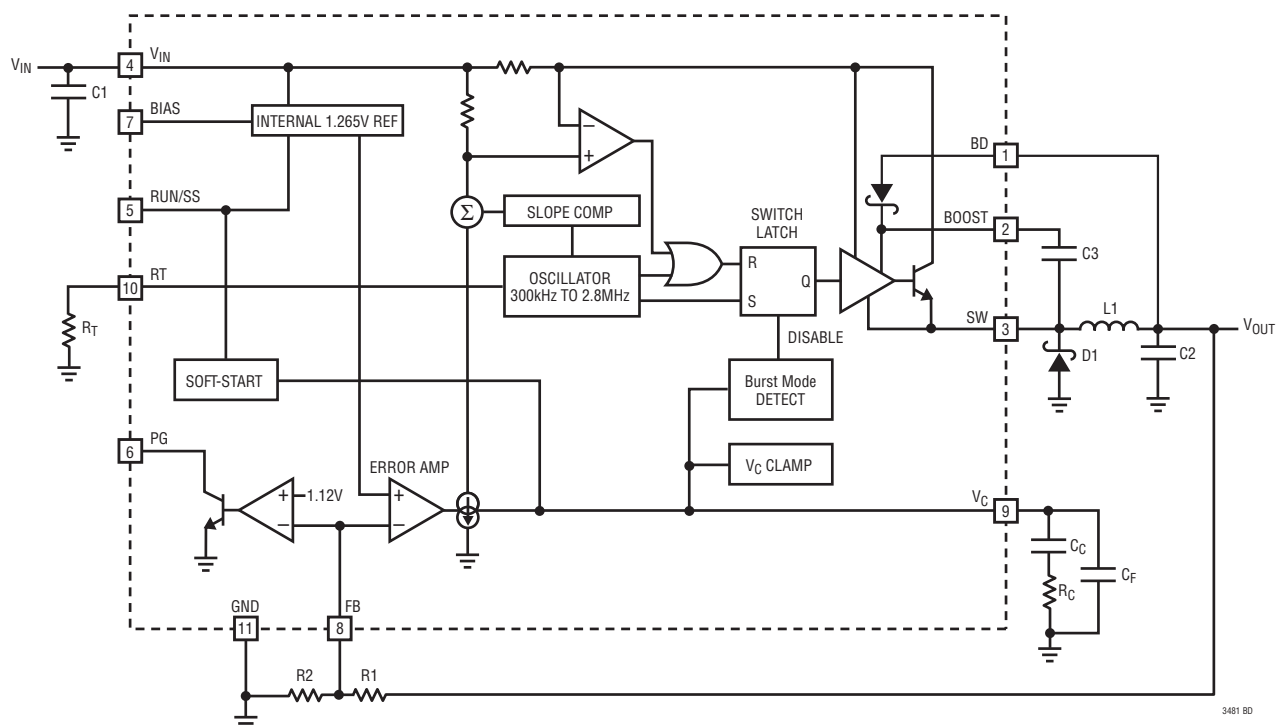 VIN
4
VIN
C1
7
BIAS
INTERNAL 1.265V REF
–
+
BD
1
5
RUN/SS
Σ
SLOPE COMP
SWITCH
LATCH
BOOST
2
C3
10
RT
OSCILLATOR
300kHz TO 2.8MHz
R
S
Q
RT
DISABLE
SW
3
L1
VOUT
D1
C2
SOFT-START
Burst Mode
DETECT
6
PG
ERROR AMP
VC CLAMP
+
1.12V
–
+
–
VC
9
CC
RC
CF
GND
11
FB
8
R2
R1
3481 BD